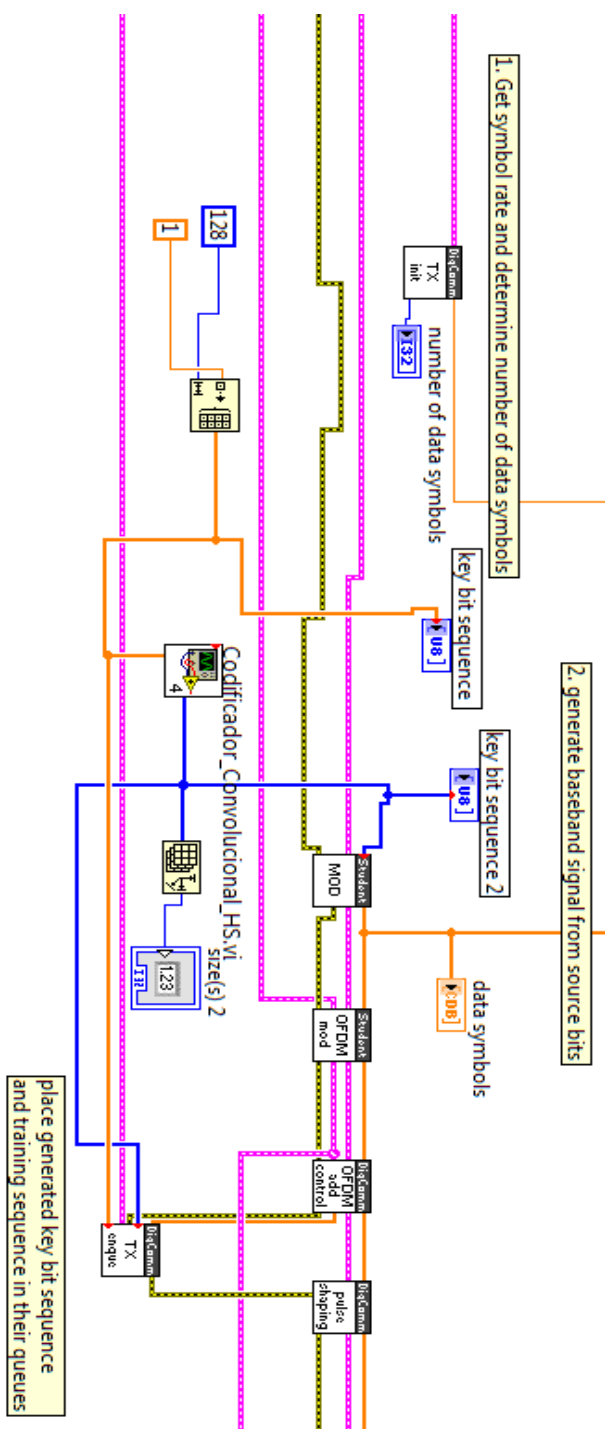 1. Get symbol rate and determine number of data symbols
DigComm
TX
init
I32
number of data symbols
128
1
key bit sequence
U8]
Codificador_Convolucional_HS.vi
4
key bit sequence 2
U8]
size(s) 2
1.23
I32
2. generate baseband signal from source bits
Student
MOD
data symbols
CDB]
Student
OFDM
mod
DigComm
OFDM
add
control
DigComm
TX
enque
DigComm
pulse
shaping
place generated key bit sequence
and training sequence in their queues